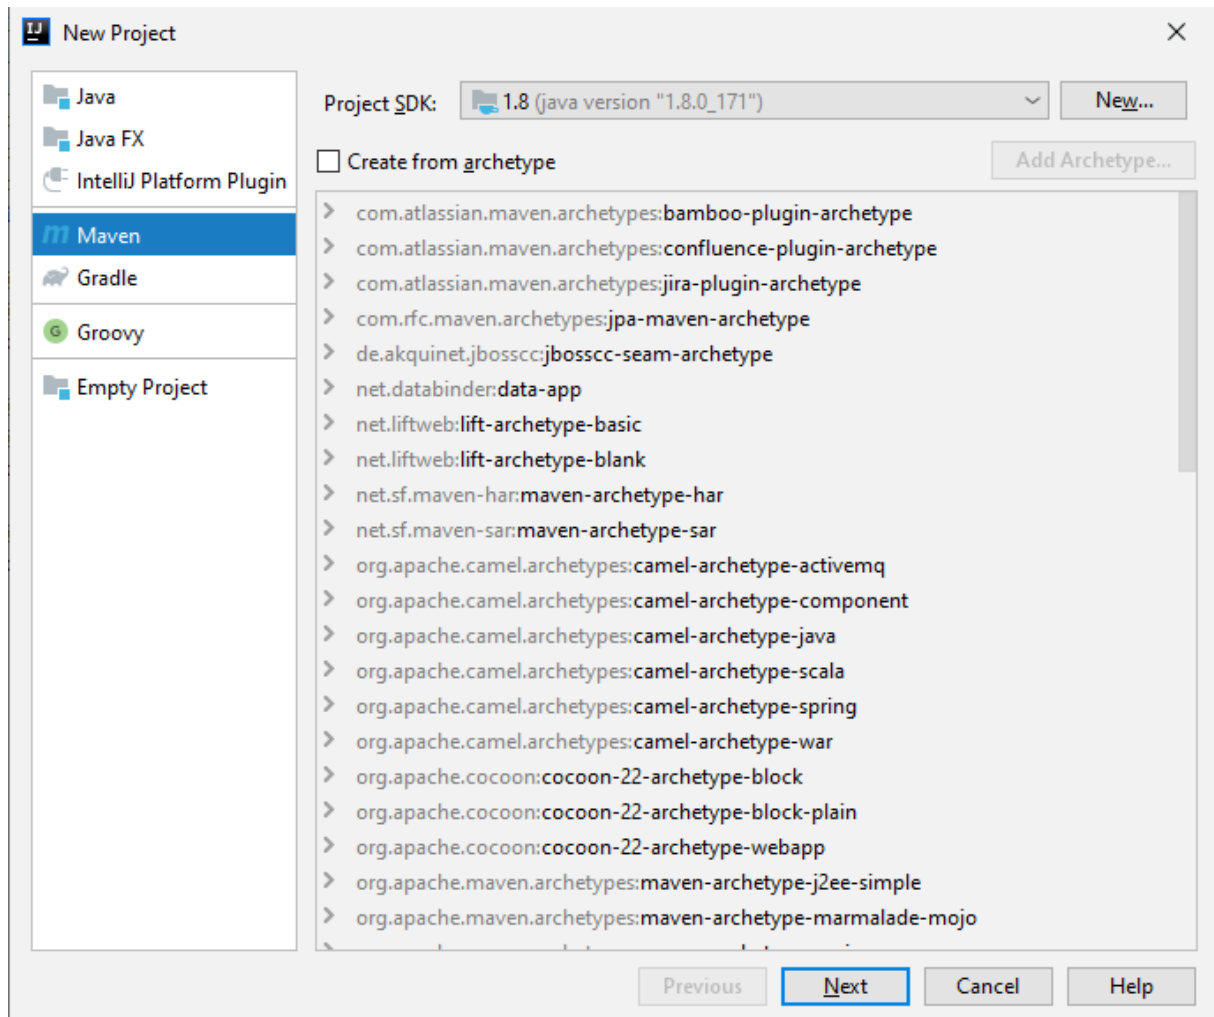 New Project
Java
Java FX
IntelliJ Platform Plugin
Maven
Gradle
Groovy
Empty Project
Project SDK: 1.8 (java version "1.8.0_171") New...
Create from archetype Add Archetype...
com.atlassian.maven.archetypes:bamboo-plugin-archetype
com.atlassian.maven.archetypes:confluence-plugin-archetype
com.atlassian.maven.archetypes:jira-plugin-archetype
com.rfc.maven.archetypes:jpa-maven-archetype
de.akquinet.jbosscc:jbosscc-seam-archetype
net.databinder:data-app
net.liftweb:lift-archetype-basic
net.liftweb:lift-archetype-blank
net.sf.maven-har:maven-archetype-har
net.sf.maven-sar:maven-archetype-sar
org.apache.camel.archetypes:camel-archetype-activemq
org.apache.camel.archetypes:camel-archetype-component
org.apache.camel.archetypes:camel-archetype-java
org.apache.camel.archetypes:camel-archetype-scala
org.apache.camel.archetypes:camel-archetype-spring
org.apache.camel.archetypes:camel-archetype-war
org.apache.cocoon:cocoon-22-archetype-block
org.apache.cocoon:cocoon-22-archetype-block-plain
org.apache.cocoon:cocoon-22-archetype-webapp
org.apache.maven.archetypes:maven-archetype-j2ee-simple
org.apache.maven.archetypes:maven-archetype-marmalade-mojo
Previous Next Cancel Help